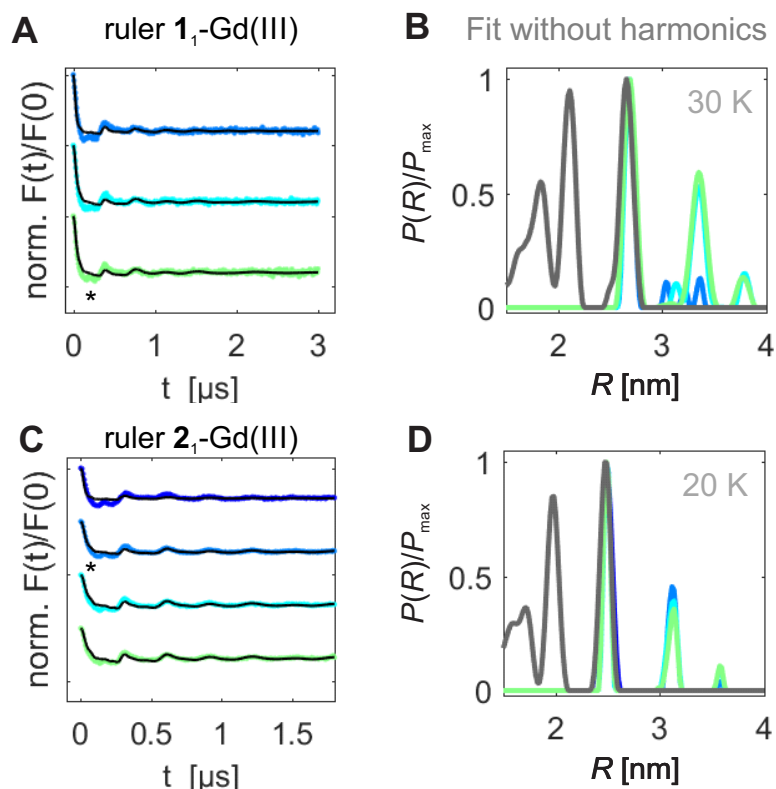 A
ruler 1₁-Gd(III)
norm. F(t)/F(0)
*
0 1 2 3
t [µs]
B
Fit without harmonics
30 K
P(R)/Pmax
1
0.5
0
2 3 4
R [nm]
C
ruler 2₁-Gd(III)
norm. F(t)/F(0)
*
0 0.5 1 1.5
t [µs]
D
20 K
P(R)/Pmax
1
0.5
0
2 3 4
R [nm]